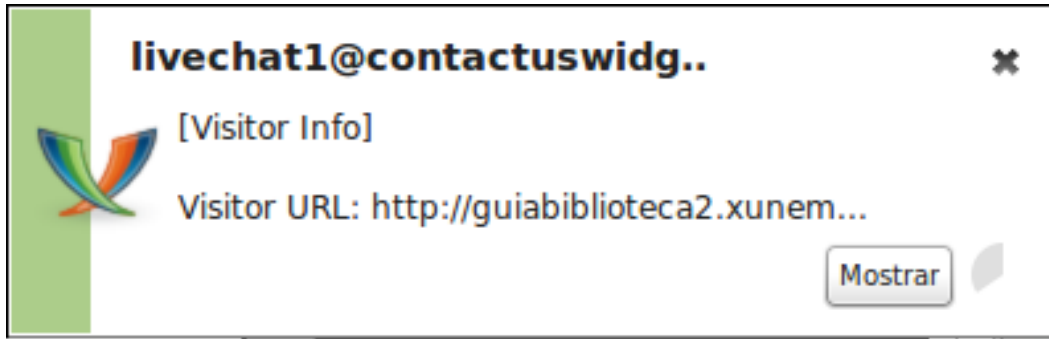 livechat1@contactuswidg..
[Visitor Info]
Visitor URL: http://guiabiblioteca2.xunem...
Mostrar